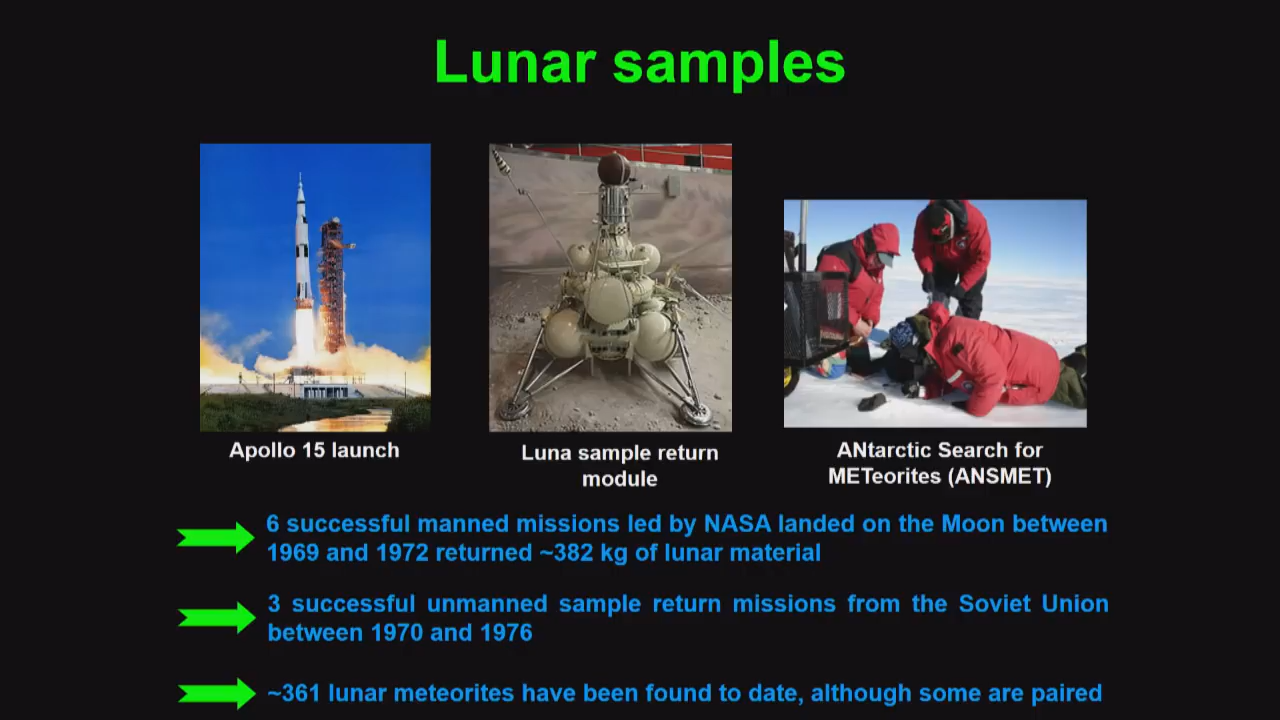 Lunar samples
Apollo 15 launch
Luna sample return
module
ANtarctic Search for
METeorites (ANSMET)
6 successful manned missions led by NASA landed on the Moon between
1969 and 1972 returned ~382 kg of lunar material
3 successful unmanned sample return missions from the Soviet Union
between 1970 and 1976
~361 lunar meteorites have been found to date, although some are paired